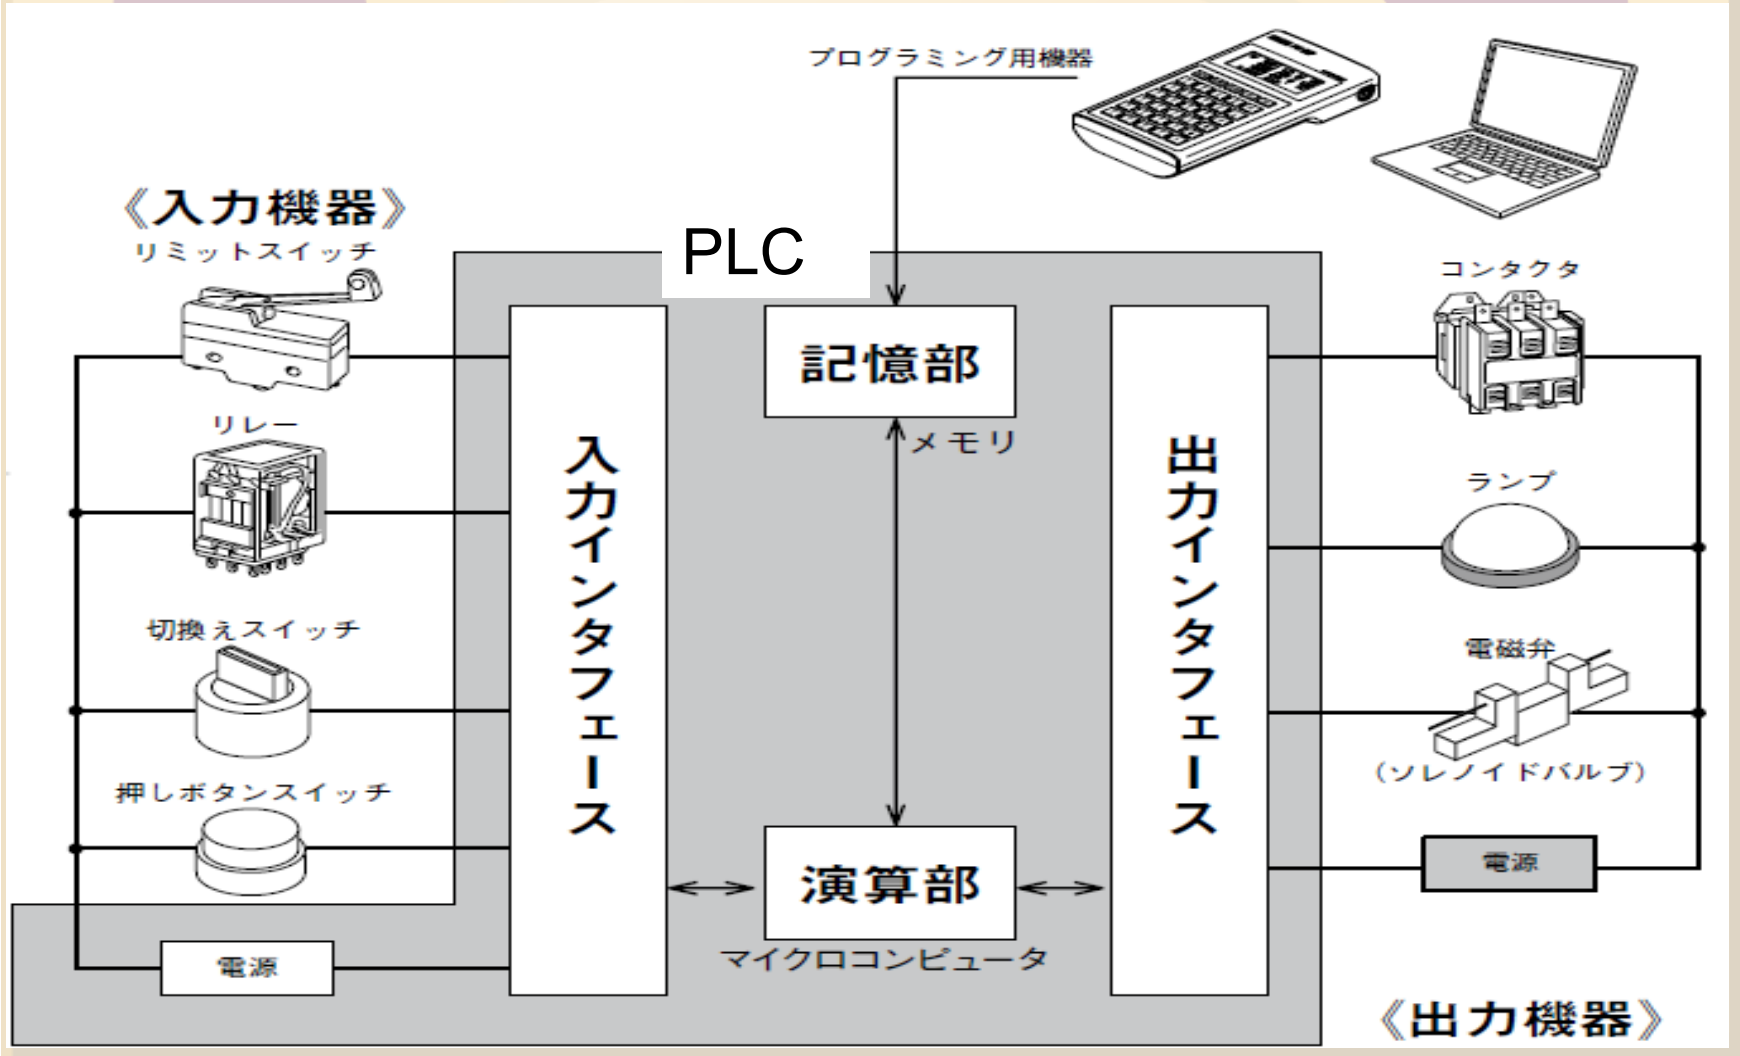 プログラミング用機器
《入力機器》
リミットスイッチ
リレー
切換えスイッチ
押しボタンスイッチ
電源
PLC
入力インタフェース
記憶部
メモリ
演算部
マイクロコンピュータ
出力インタフェース
コンタクタ
ランプ
電磁弁
(ソレノイドバルブ)
電源
《出力機器》